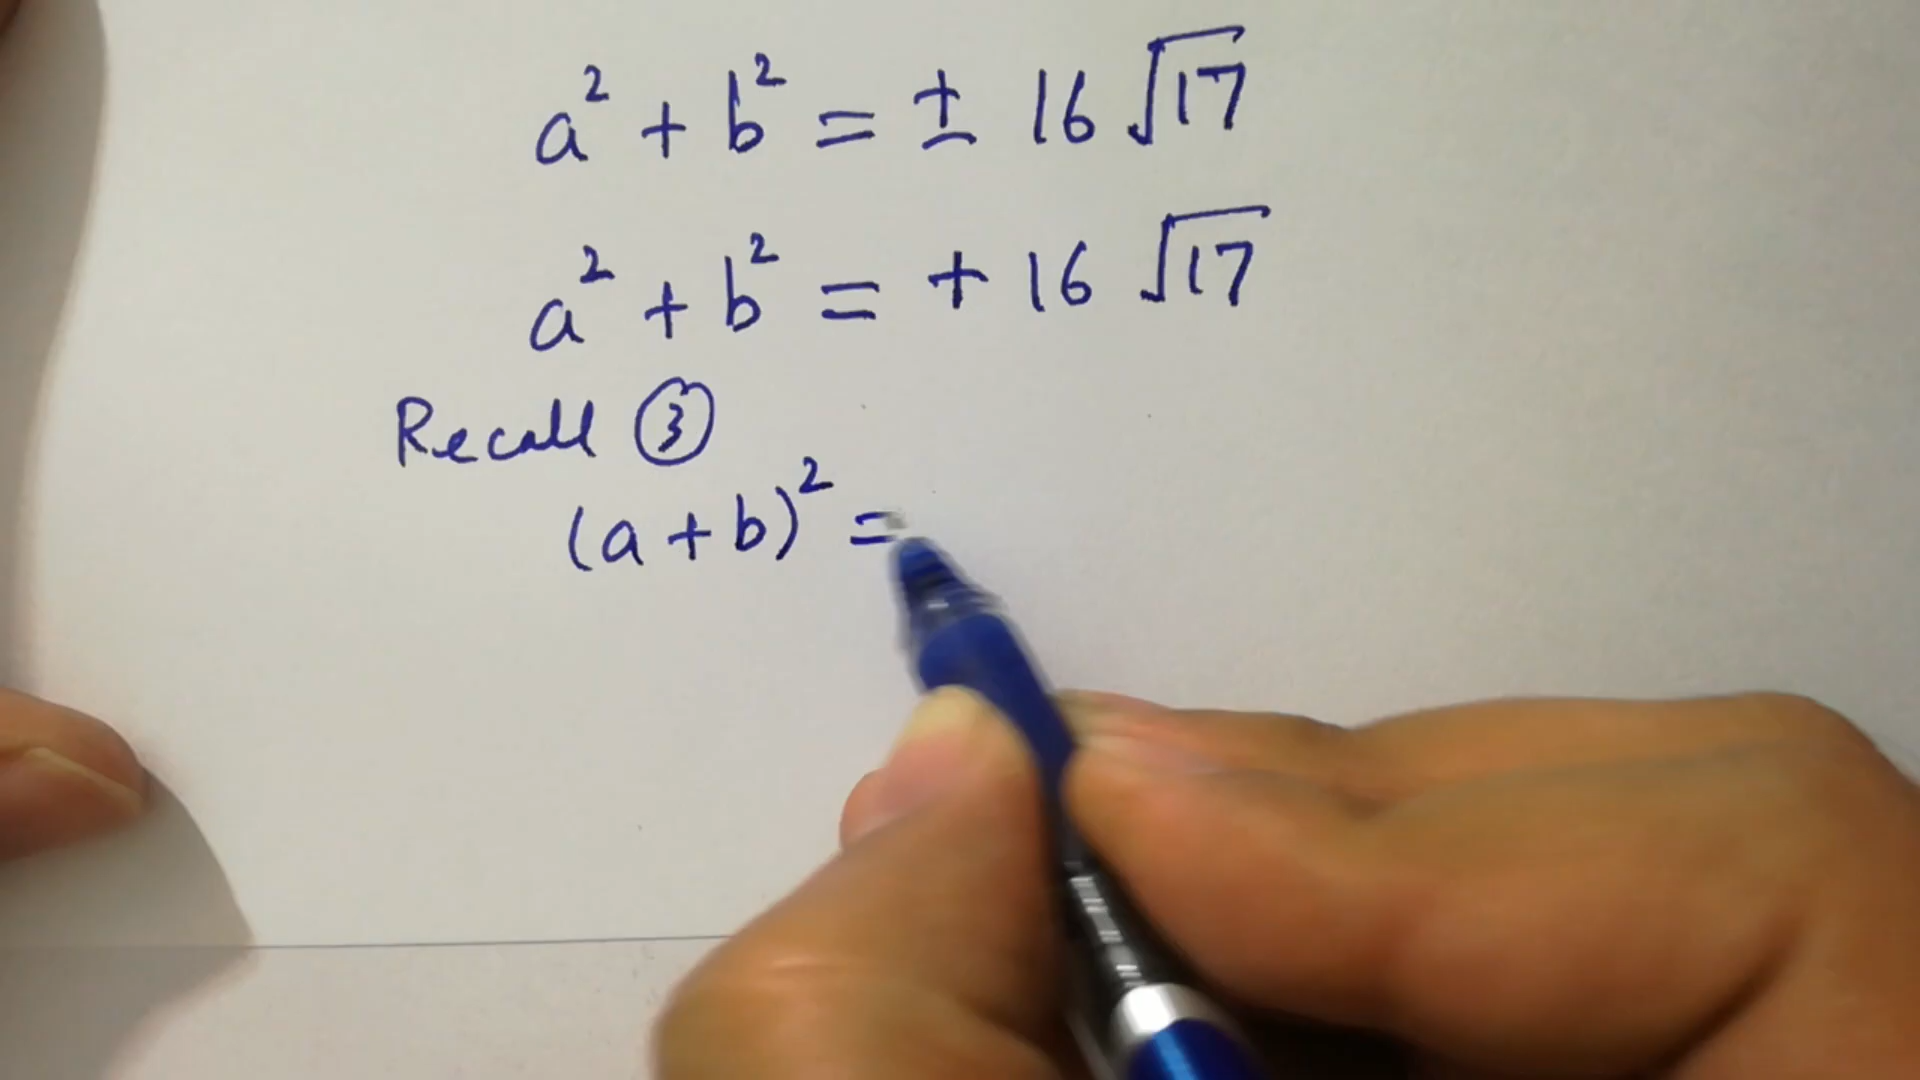 a² + b² = ± 16 √17
a² + b² = + 16 √17
Recall ③
(a + b)² =